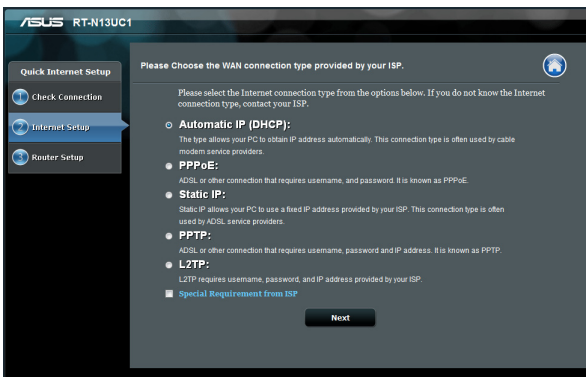 ASUS RT-N13UC1
Quick Internet Setup
1 Check Connection
2 Internet Setup
3 Router Setup
Please Choose the WAN connection type provided by your ISP.
Please select the Internet connection type from the options below. If you do not know the Internet
connection type, contact your ISP.
Automatic IP (DHCP):
The type allows your PC to obtain IP address automatically. This connection type is often used by cable
modem service providers.
PPPoE:
ADSL or other connection that requires username, and password. It is known as PPPoE.
Static IP:
Static IP allows your PC to use a fixed IP address provided by your ISP. This connection type is often
used by ADSL service providers.
PPTP:
ADSL or other connection that requires username, password and IP address. It is known as PPTP.
L2TP:
L2TP requires username, password, and IP address provided by your ISP.
Special Requirement from ISP
Next